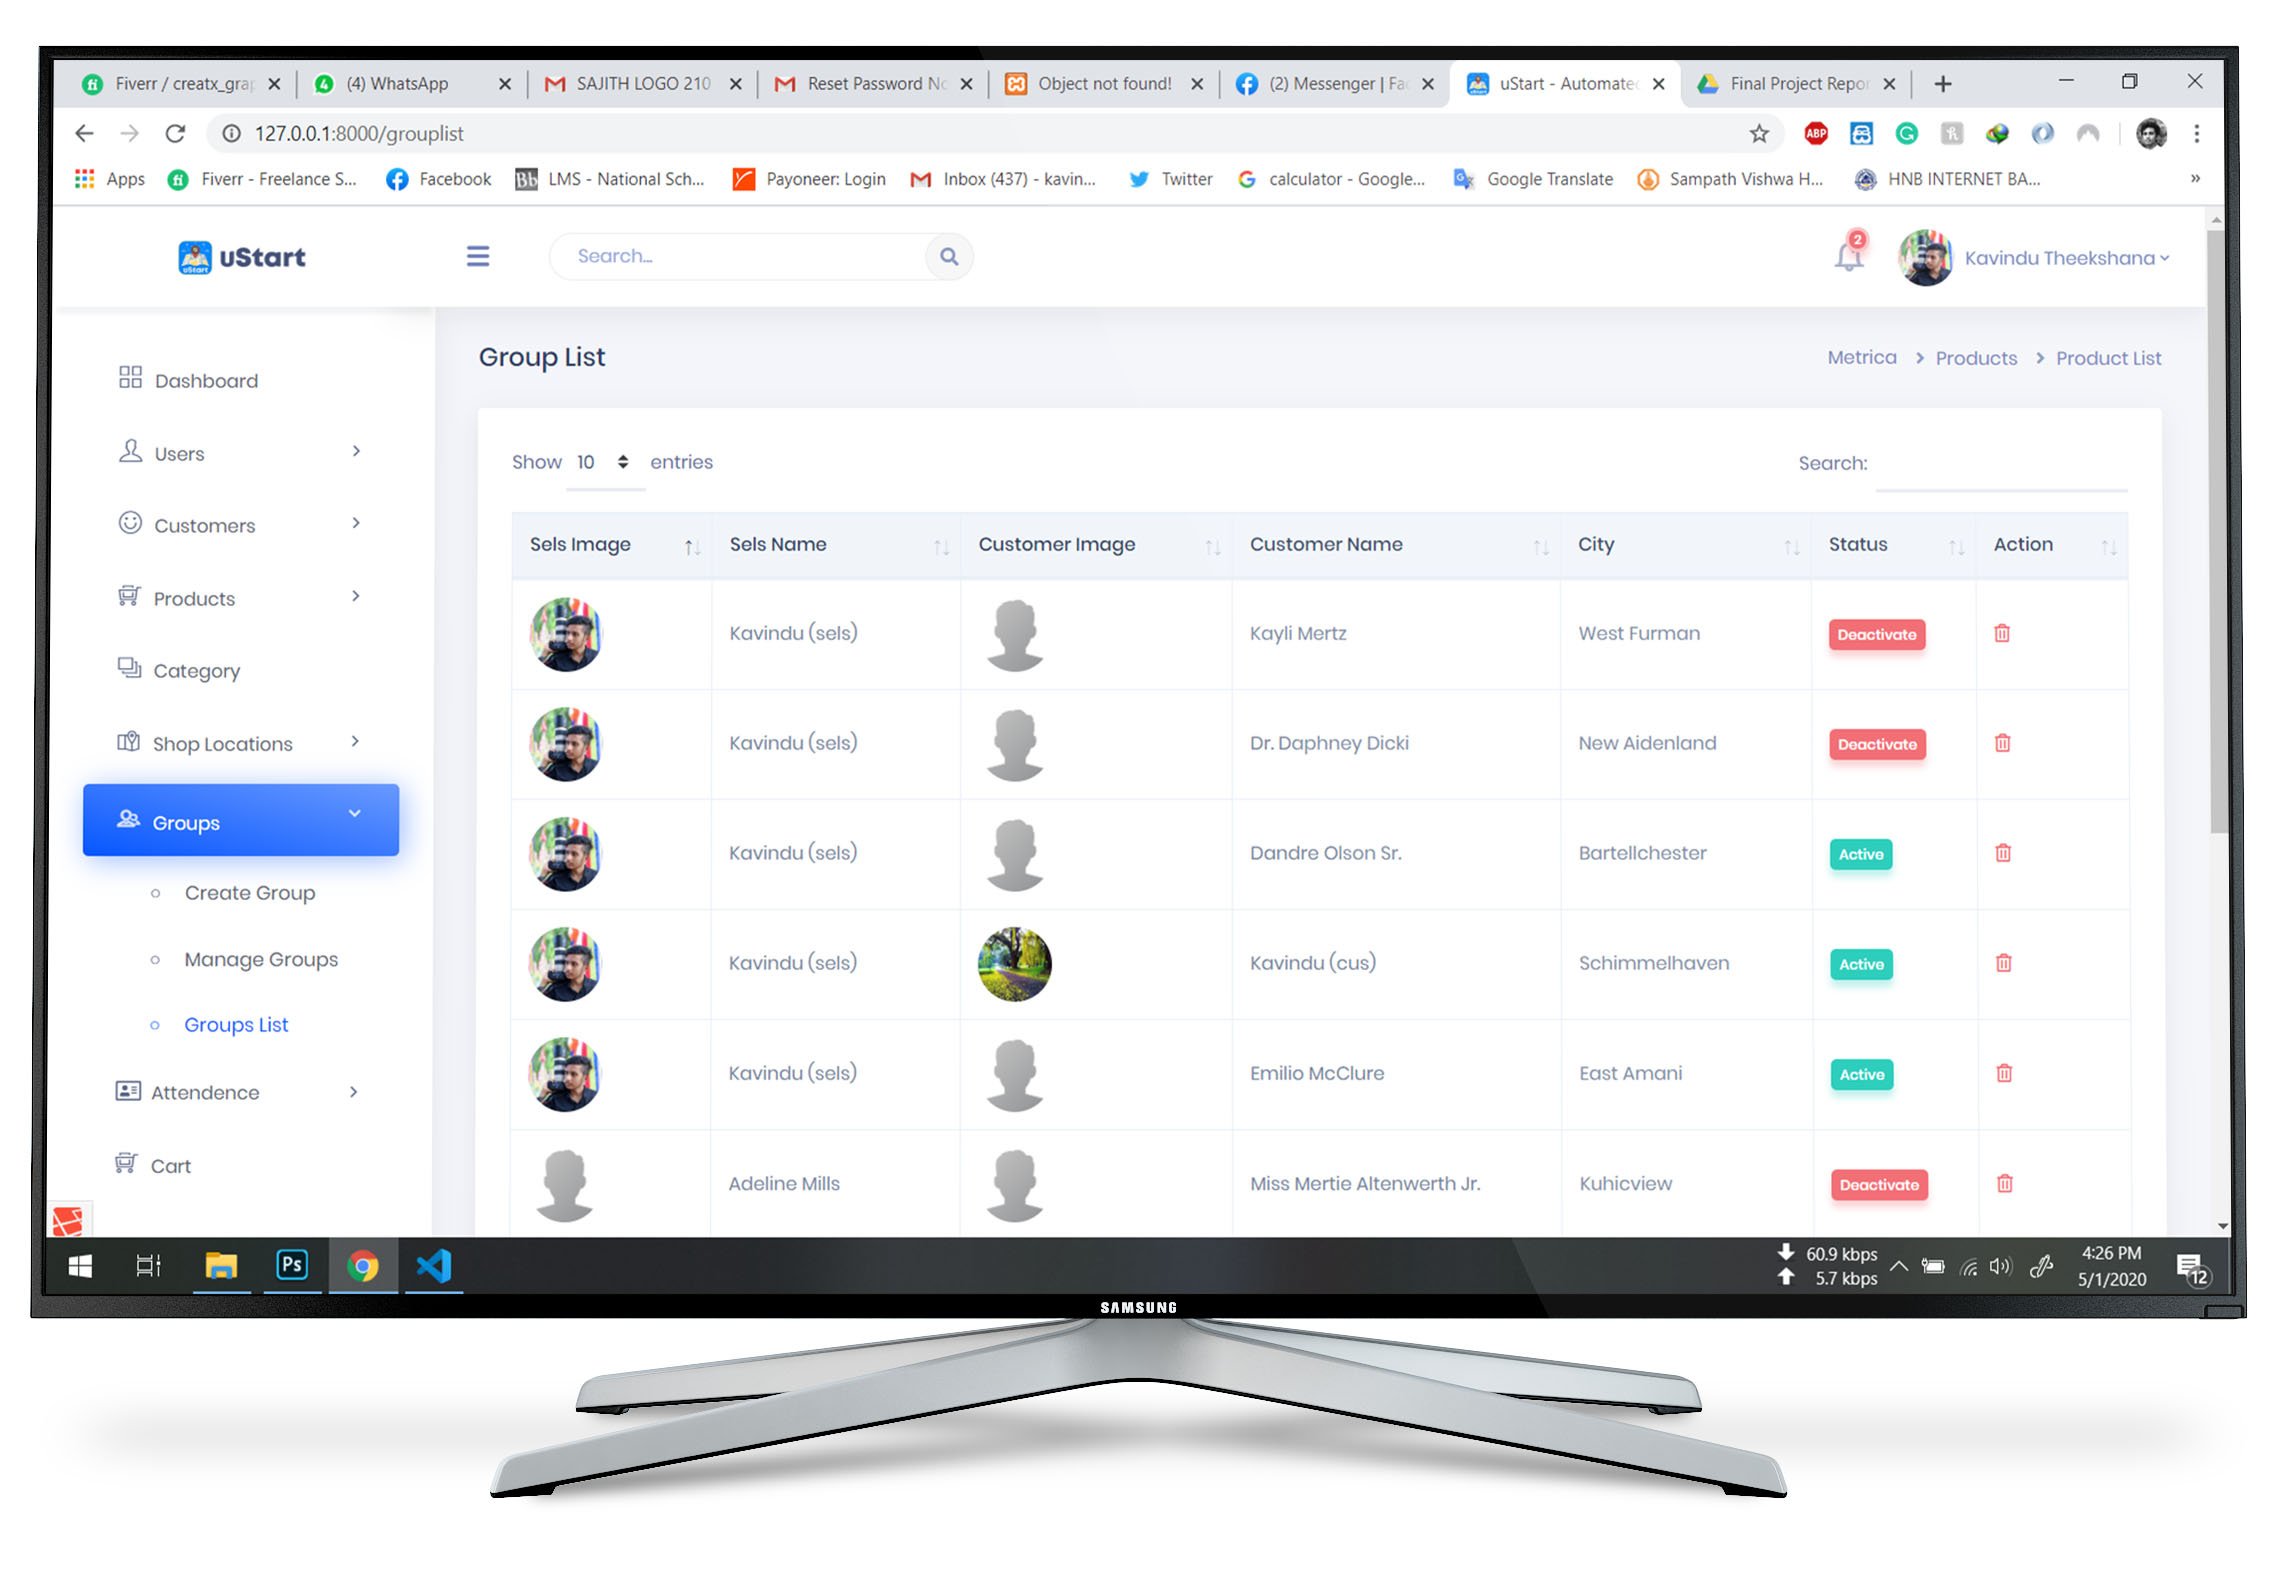 Fiverr / creatx_grap
(4) WhatsApp
SAJITH LOGO 210
Reset Password No
Object not found!
(2) Messenger | Fac
uStart - Automated
Final Project Repor
127.0.0.1:8000/grouplist
ABP
Apps
Fiverr - Freelance S...
Facebook
LMS - National Sch...
Payoneer: Login
Inbox (437) - kavin...
Twitter
calculator - Google...
Google Translate
Sampath Vishwa H...
HNB INTERNET BA...
»
uStart
uStart
Search...
2
Kavindu Theekshana
Dashboard
Users
Customers
Products
Category
Shop Locations
Groups
Create Group
Manage Groups
Groups List
Attendence
Cart
Group List
Metrica > Products > Product List
Show 10 entries
Search:
Sels Image Sels Name Customer Image Customer Name City Status Action
Kavindu (sels) Kayli Mertz West Furman Deactivate
Kavindu (sels) Dr. Daphney Dicki New Aidenland Deactivate
Kavindu (sels) Dandre Olson Sr. Bartellchester Active
Kavindu (sels) Kavindu (cus) Schimmelhaven Active
Kavindu (sels) Emilio McClure East Amani Active
Adeline Mills Miss Mertie Altenwerth Jr. Kuhicview Deactivate
Ps
60.9 kbps
5.7 kbps
4:26 PM
5/1/2020
12
SAMSUNG